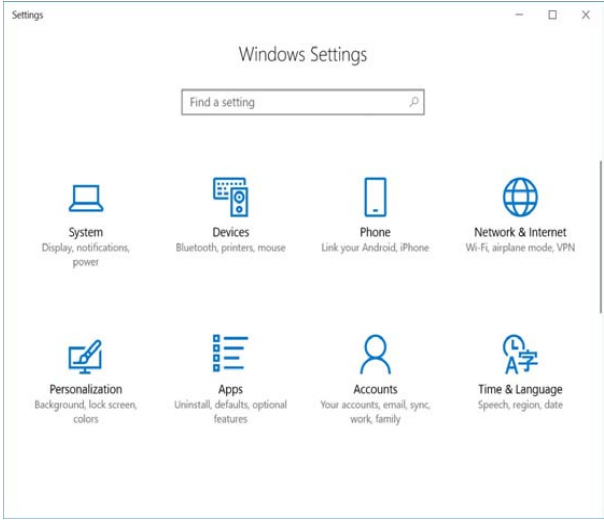 Settings
Windows Settings
Find a setting
System
Display, notifications,
power
Devices
Bluetooth, printers, mouse
Phone
Link your Android, iPhone
Network & Internet
Wi-Fi, airplane mode, VPN
Personalization
Background, lock screen,
colors
Apps
Uninstall, defaults, optional
features
Accounts
Your accounts, email, sync,
work, family
Time & Language
Speech, region, date
A字